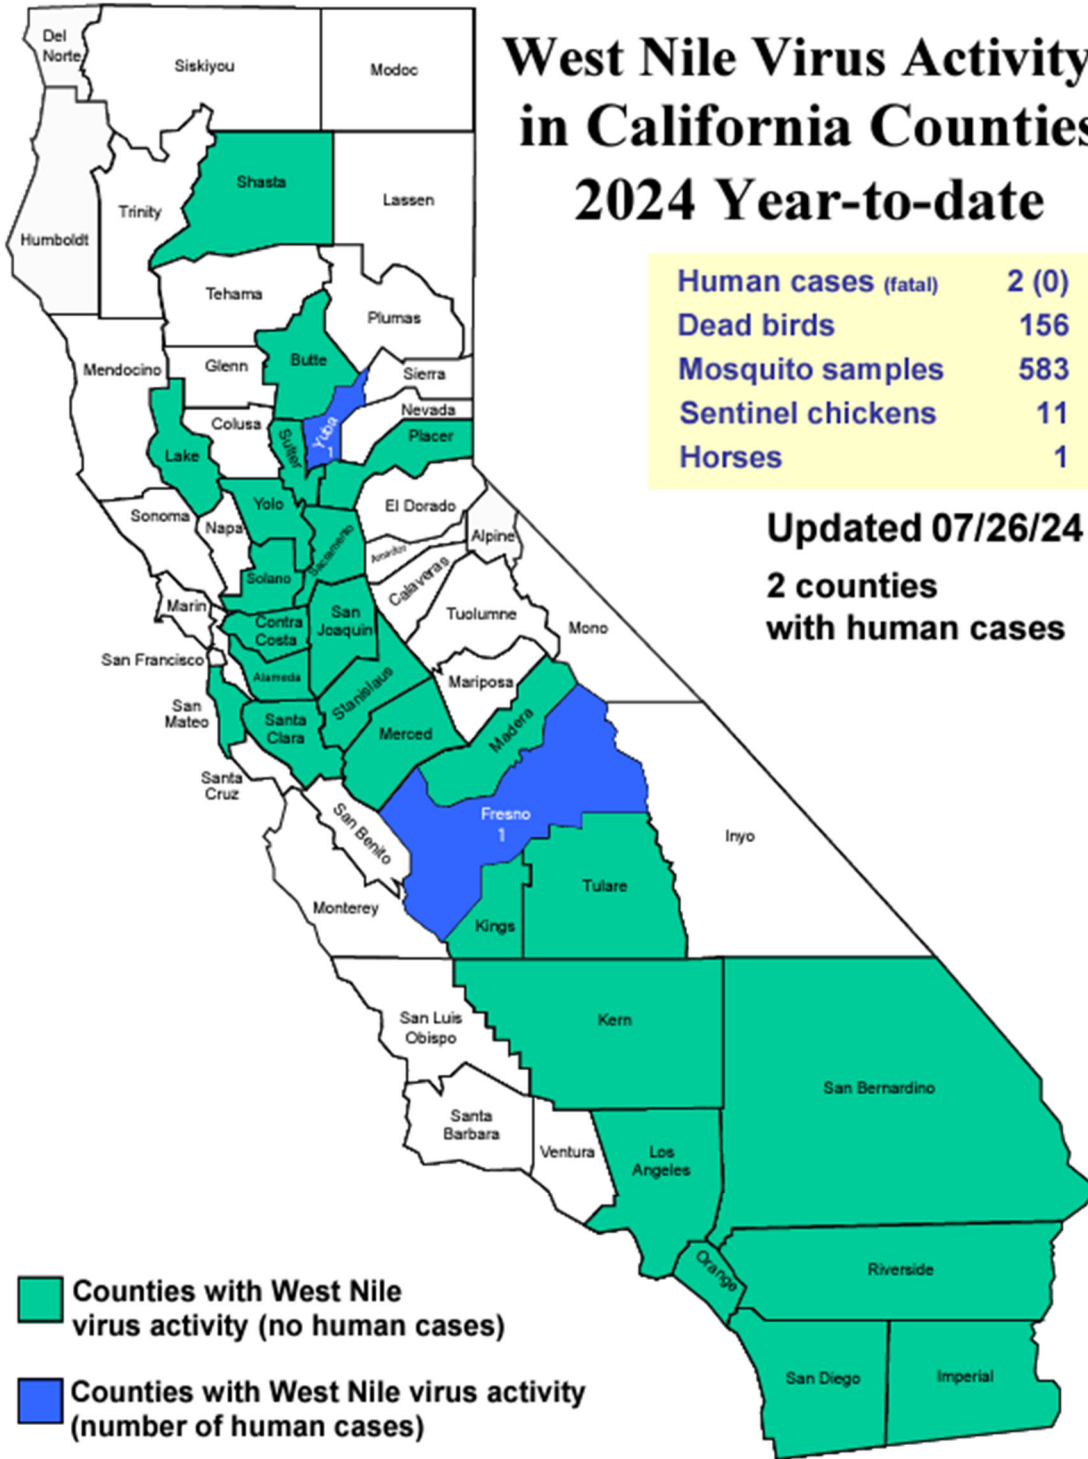 West Nile Virus Activity
in California Counties
2024 Year-to-date
Human cases (fatal) 2 (0)
Dead birds 156
Mosquito samples 583
Sentinel chickens 11
Horses 1
Updated 07/26/24
2 counties
with human cases
Del
Norte
Siskiyou
Modoc
Shasta
Lassen
Trinity
Humboldt
Tehama
Plumas
Mendocino
Glenn
Butte
Sierra
Nevada
Colusa
Yuba
1
Sutter
Placer
Lake
Yolo
El Dorado
Sonoma
Napa
Sacramento
Alpine
Amador
Solano
Calaveras
Marin
Contra
Costa
San
Joaquin
Tuolumne
Mono
San Francisco
Alameda
Stanislaus
Mariposa
San
Mateo
Santa
Clara
Merced
Madera
Santa
Cruz
San Benito
Fresno
1
Inyo
Tulare
Monterey
Kings
San Luis
Obispo
Kern
San Bernardino
Santa
Barbara
Ventura
Los
Angeles
Orange
Riverside
San Diego
Imperial
Counties with West Nile
virus activity (no human cases)
Counties with West Nile virus activity
(number of human cases)